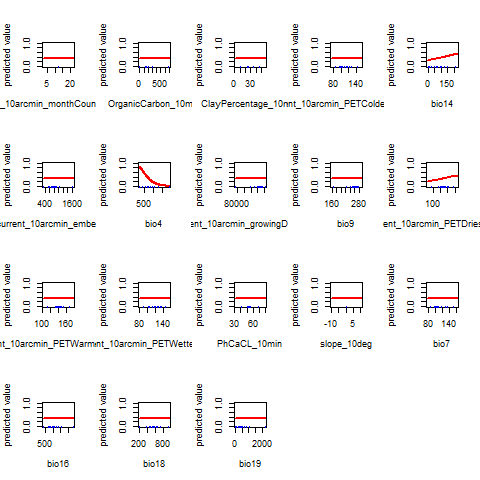 predicted value predicted value predicted value predicted value predicted value
0.0 1.0 0.0 1.0 0.0 1.0 0.0 1.0 0.0 1.0
5 20 0 500 0 30 80 140 0 150
_10arcmin_monthCoun OrganicCarbon_10m ClayPercentage_10m nt_10arcmin_PETColde bio14
predicted value predicted value predicted value predicted value predicted value
0.0 1.0 0.0 1.0 0.0 1.0 0.0 1.0 0.0 1.0
400 1600 500 80000 160 280 100
current_10arcmin_embe bio4 ent_10arcmin_growingD bio9 ent_10arcmin_PETDries
predicted value predicted value predicted value predicted value predicted value
0.0 1.0 0.0 1.0 0.0 1.0 0.0 1.0 0.0 1.0
100 160 80 140 30 60 -10 5 80 140
nt_10arcmin_PETWarm nt_10arcmin_PETWette PhCaCL_10min slope_10deg bio7
predicted value predicted value predicted value
0.0 1.0 0.0 1.0 0.0 1.0
500 200 800 0 2000
bio16 bio18 bio19